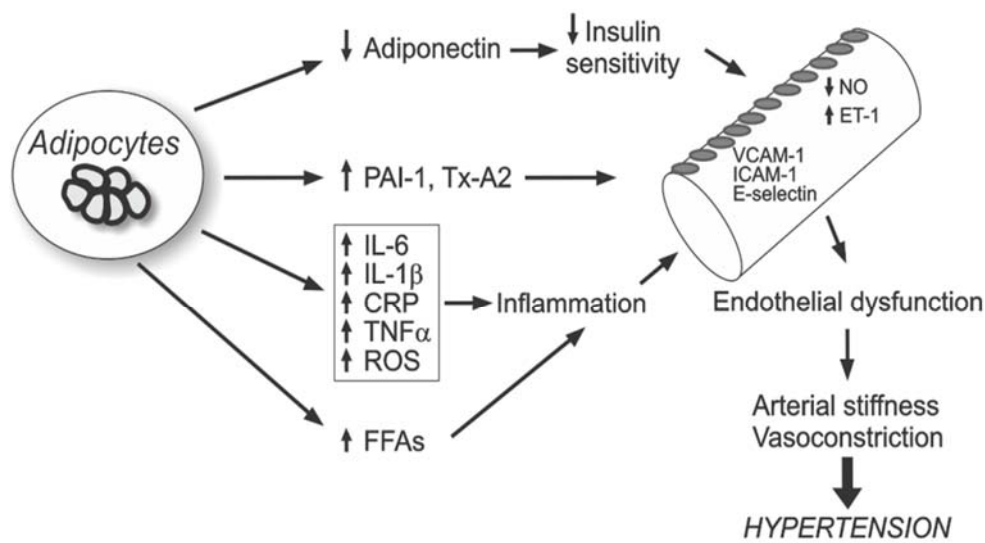 Adipocytes
↓ Adiponectin
↓ Insulin
sensitivity
↑ PAI-1, Tx-A2
↑ IL-6
↑ IL-1β
↑ CRP
↑ TNFα
↑ ROS
Inflammation
↑ FFAs
↓ NO
↑ ET-1
VCAM-1
ICAM-1
E-selectin
Endothelial dysfunction
Arterial stiffness
Vasoconstriction
HYPERTENSION